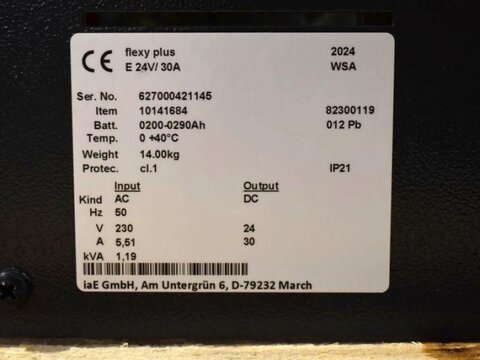 CE flexy plus 2024
E 24V/ 30A WSA
Ser. No. 627000421145
Item 10141684 82300119
Batt. 0200-0290Ah 012 Pb
Temp. 0 +40°C
Weight 14.00kg
Protec. cl.1 IP21
Input Output
Kind AC DC
Hz 50
V 230 24
A 5,51 30
kVA 1,19
iaE GmbH, Am Untergrün 6, D-79232 March